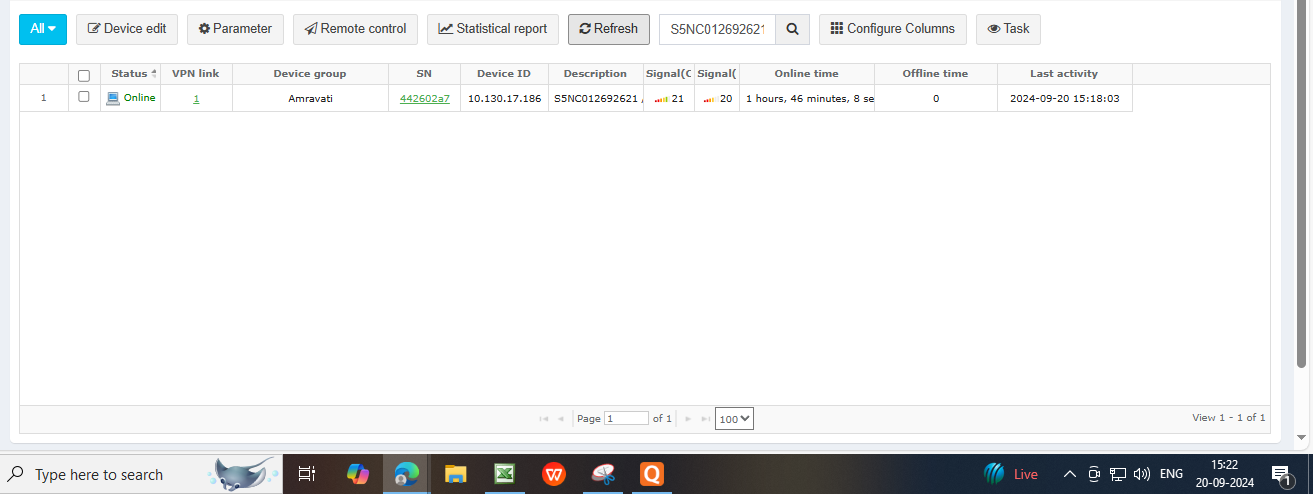 All Device edit Parameter Remote control Statistical report Refresh S5NC012692621 Configure Columns Task
Status VPN link Device group SN Device ID Description Signal(C Signal( Online time Offline time Last activity
1 Online 1 Amravati 442602a7 10.130.17.186 S5NC012692621 21 20 1 hours, 46 minutes, 8 se 0 2024-09-20 15:18:03
Page 1 of 1 100 View 1 - 1 of 1
Type here to search Live ENG 15:22
20-09-2024 1